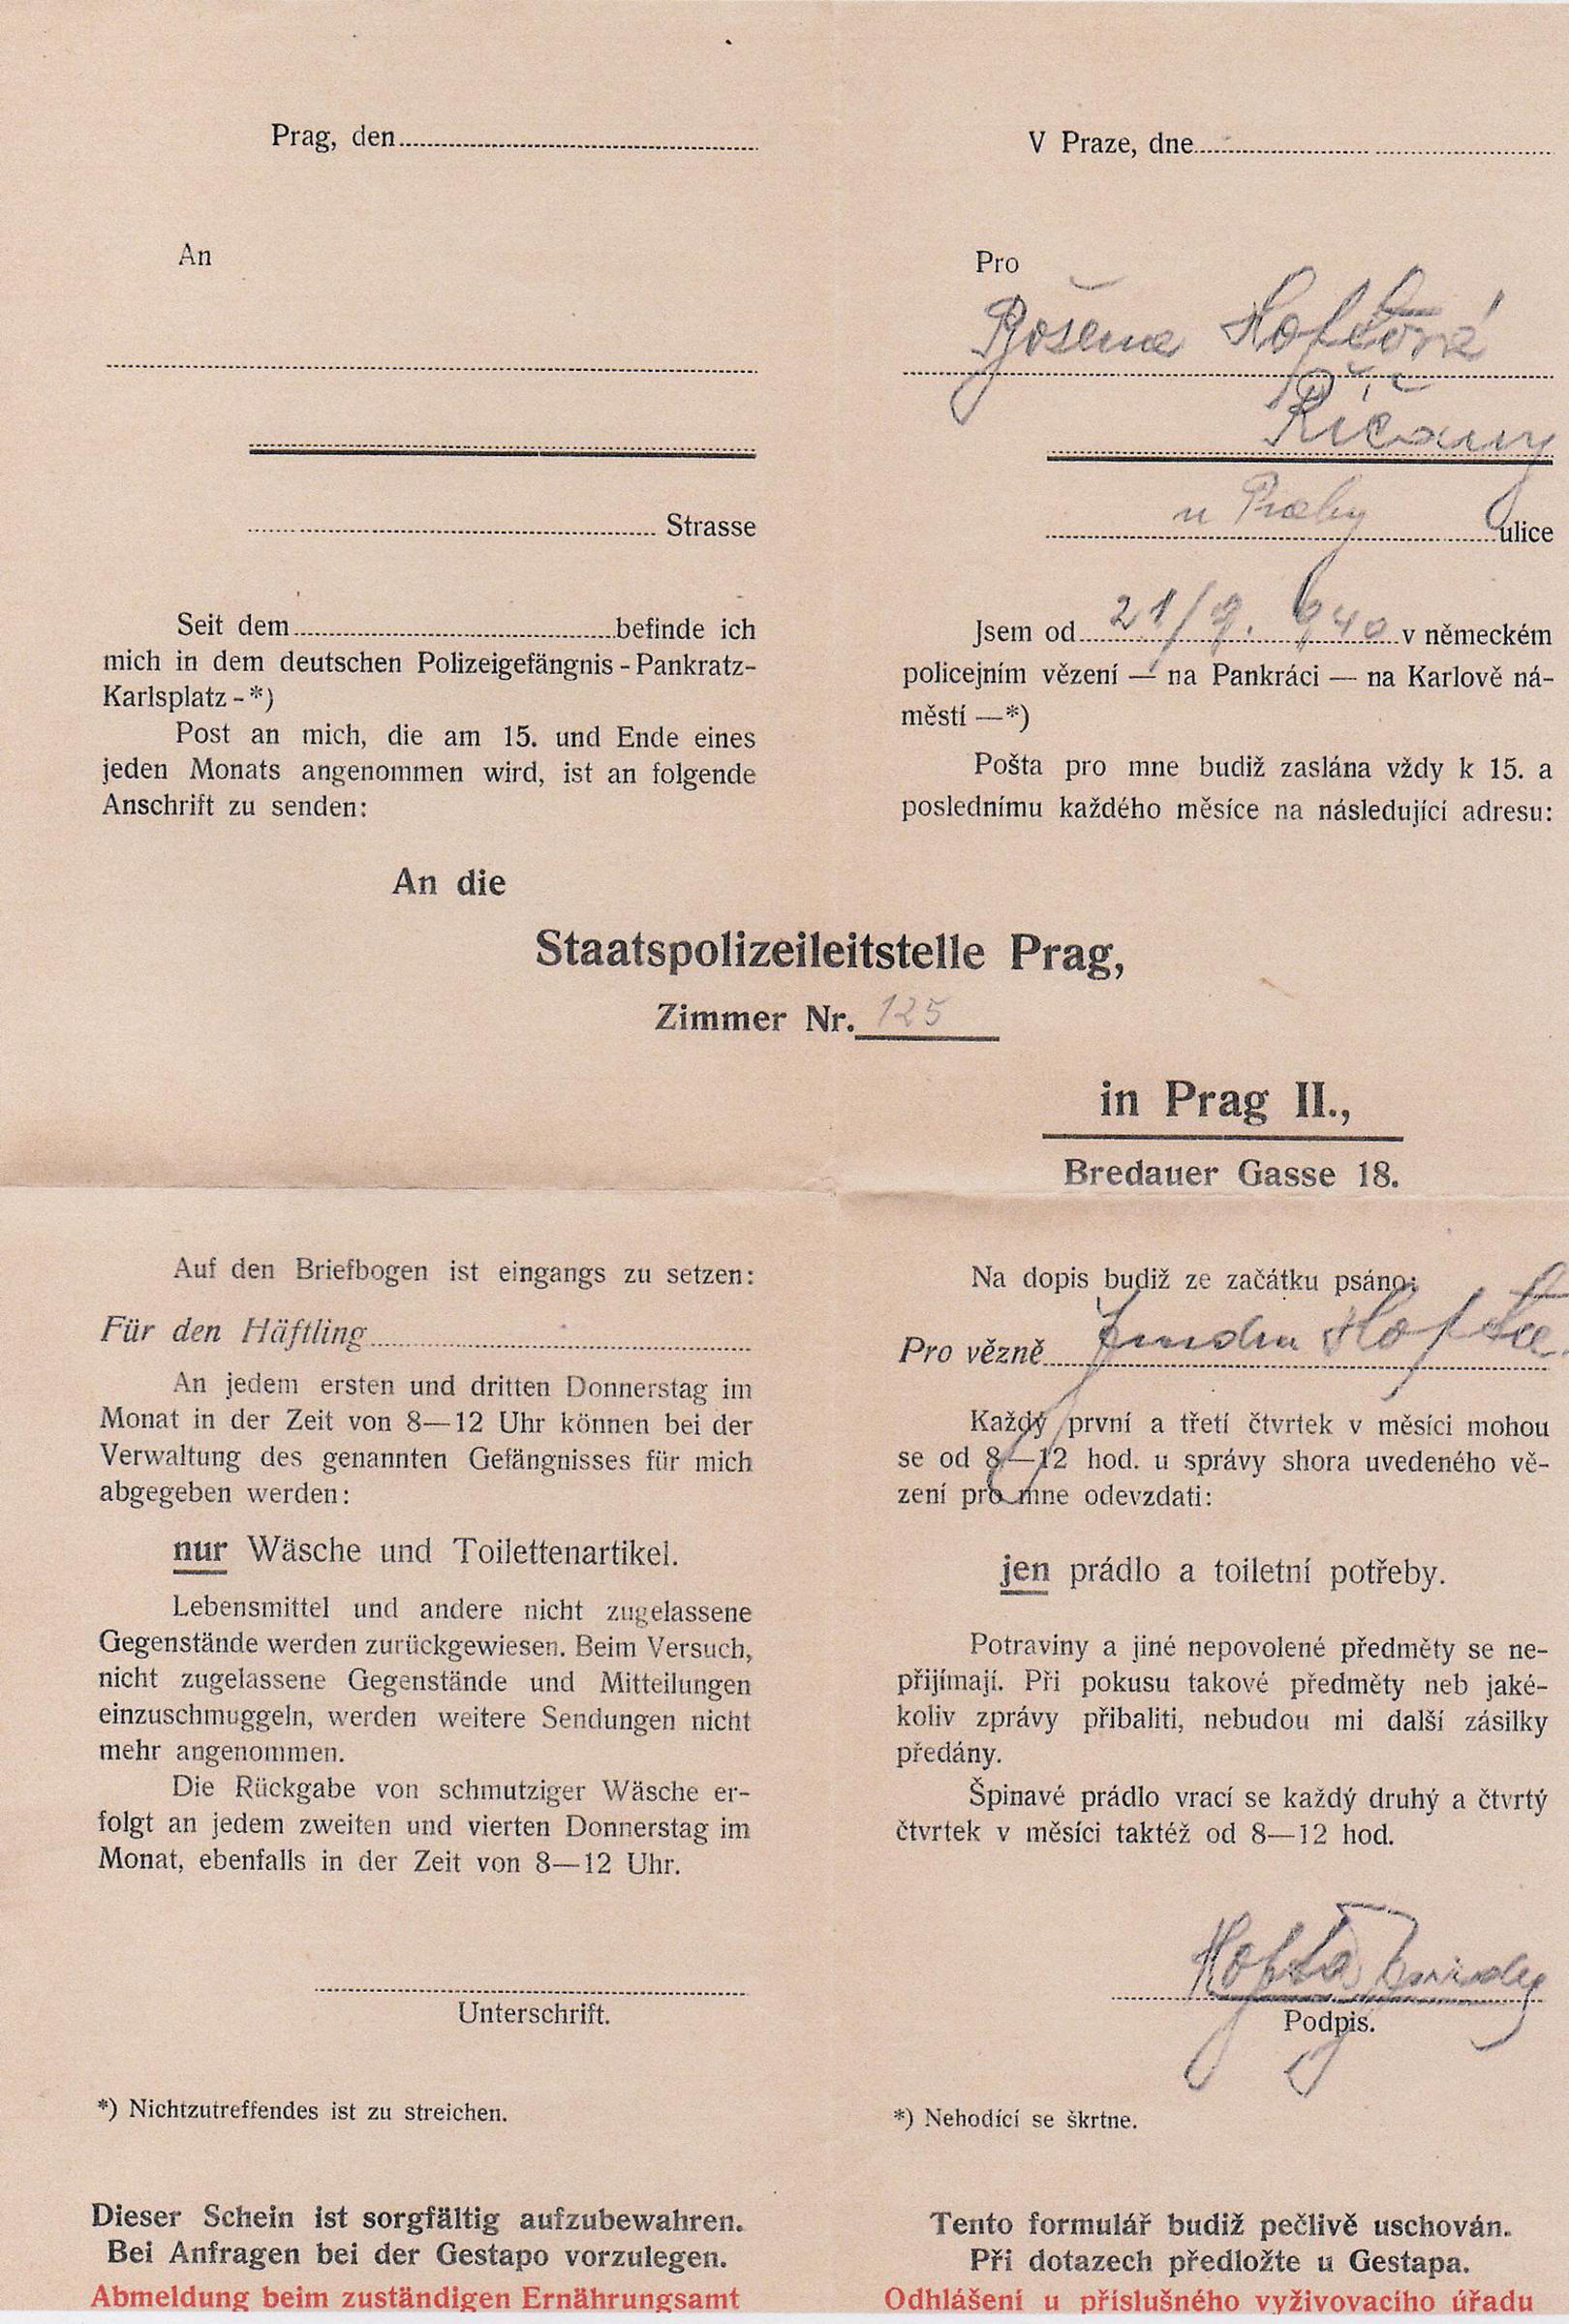 Prag, den
An
Strasse
Seit dem befinde ich
mich in dem deutschen Polizeigefängnis - Pankratz-
Karlsplatz - *)
Post an mich, die am 15. und Ende eines
jeden Monats angenommen wird, ist an folgende
Anschrift zu senden:
V Praze, dne
Pro
Božena Hoftová
Říčany
u Prahy ulice
Jsem od 21/9. 940 v německém
policejním vězení — na Pankráci — na Karlově ná-
městí —*)
Pošta pro mne budiž zaslána vždy k 15. a
poslednímu každého měsíce na následující adresu:
An die
Staatspolizeileitstelle Prag,
Zimmer Nr. 125
in Prag II.,
Bredauer Gasse 18.
Auf den Briefbogen ist eingangs zu setzen:
Für den Häftling
An jedem ersten und dritten Donnerstag im
Monat in der Zeit von 8—12 Uhr können bei der
Verwaltung des genannten Gefängnisses für mich
abgegeben werden:
nur Wäsche und Toilettenartikel.
Lebensmittel und andere nicht zugelassene
Gegenstände werden zurückgewiesen. Beim Versuch,
nicht zugelassene Gegenstände und Mitteilungen
einzuschmuggeln, werden weitere Sendungen nicht
mehr angenommen.
Die Rückgabe von schmutziger Wäsche er-
folgt an jedem zweiten und vierten Donnerstag im
Monat, ebenfalls in der Zeit von 8—12 Uhr.
Unterschrift.
*) Nichtzutreffendes ist zu streichen.
Dieser Schein ist sorgfältig aufzubewahren.
Bei Anfragen bei der Gestapo vorzulegen.
Abmeldung beim zuständigen Ernährungsamt
Na dopis budiž ze začátku psáno:
Pro vězně Hofta
Každý první a třetí čtvrtek v měsíci mohou
se od 8—12 hod. u správy shora uvedeného vě-
zení pro mne odevzdati:
jen prádlo a toiletní potřeby.
Potraviny a jiné nepovolené předměty se ne-
přijímají. Při pokusu takové předměty neb jaké-
koliv zprávy přibaliti, nebudou mi další zásilky
předány.
Špinavé prádlo vrací se každý druhý a čtvrtý
čtvrtek v měsíci taktéž od 8—12 hod.
Hofta
Podpis.
*) Nehodící se škrtne.
Tento formulář budiž pečlivě uschován.
Při dotazech předložte u Gestapa.
Odhlášení u příslušného vyživovacího úřadu